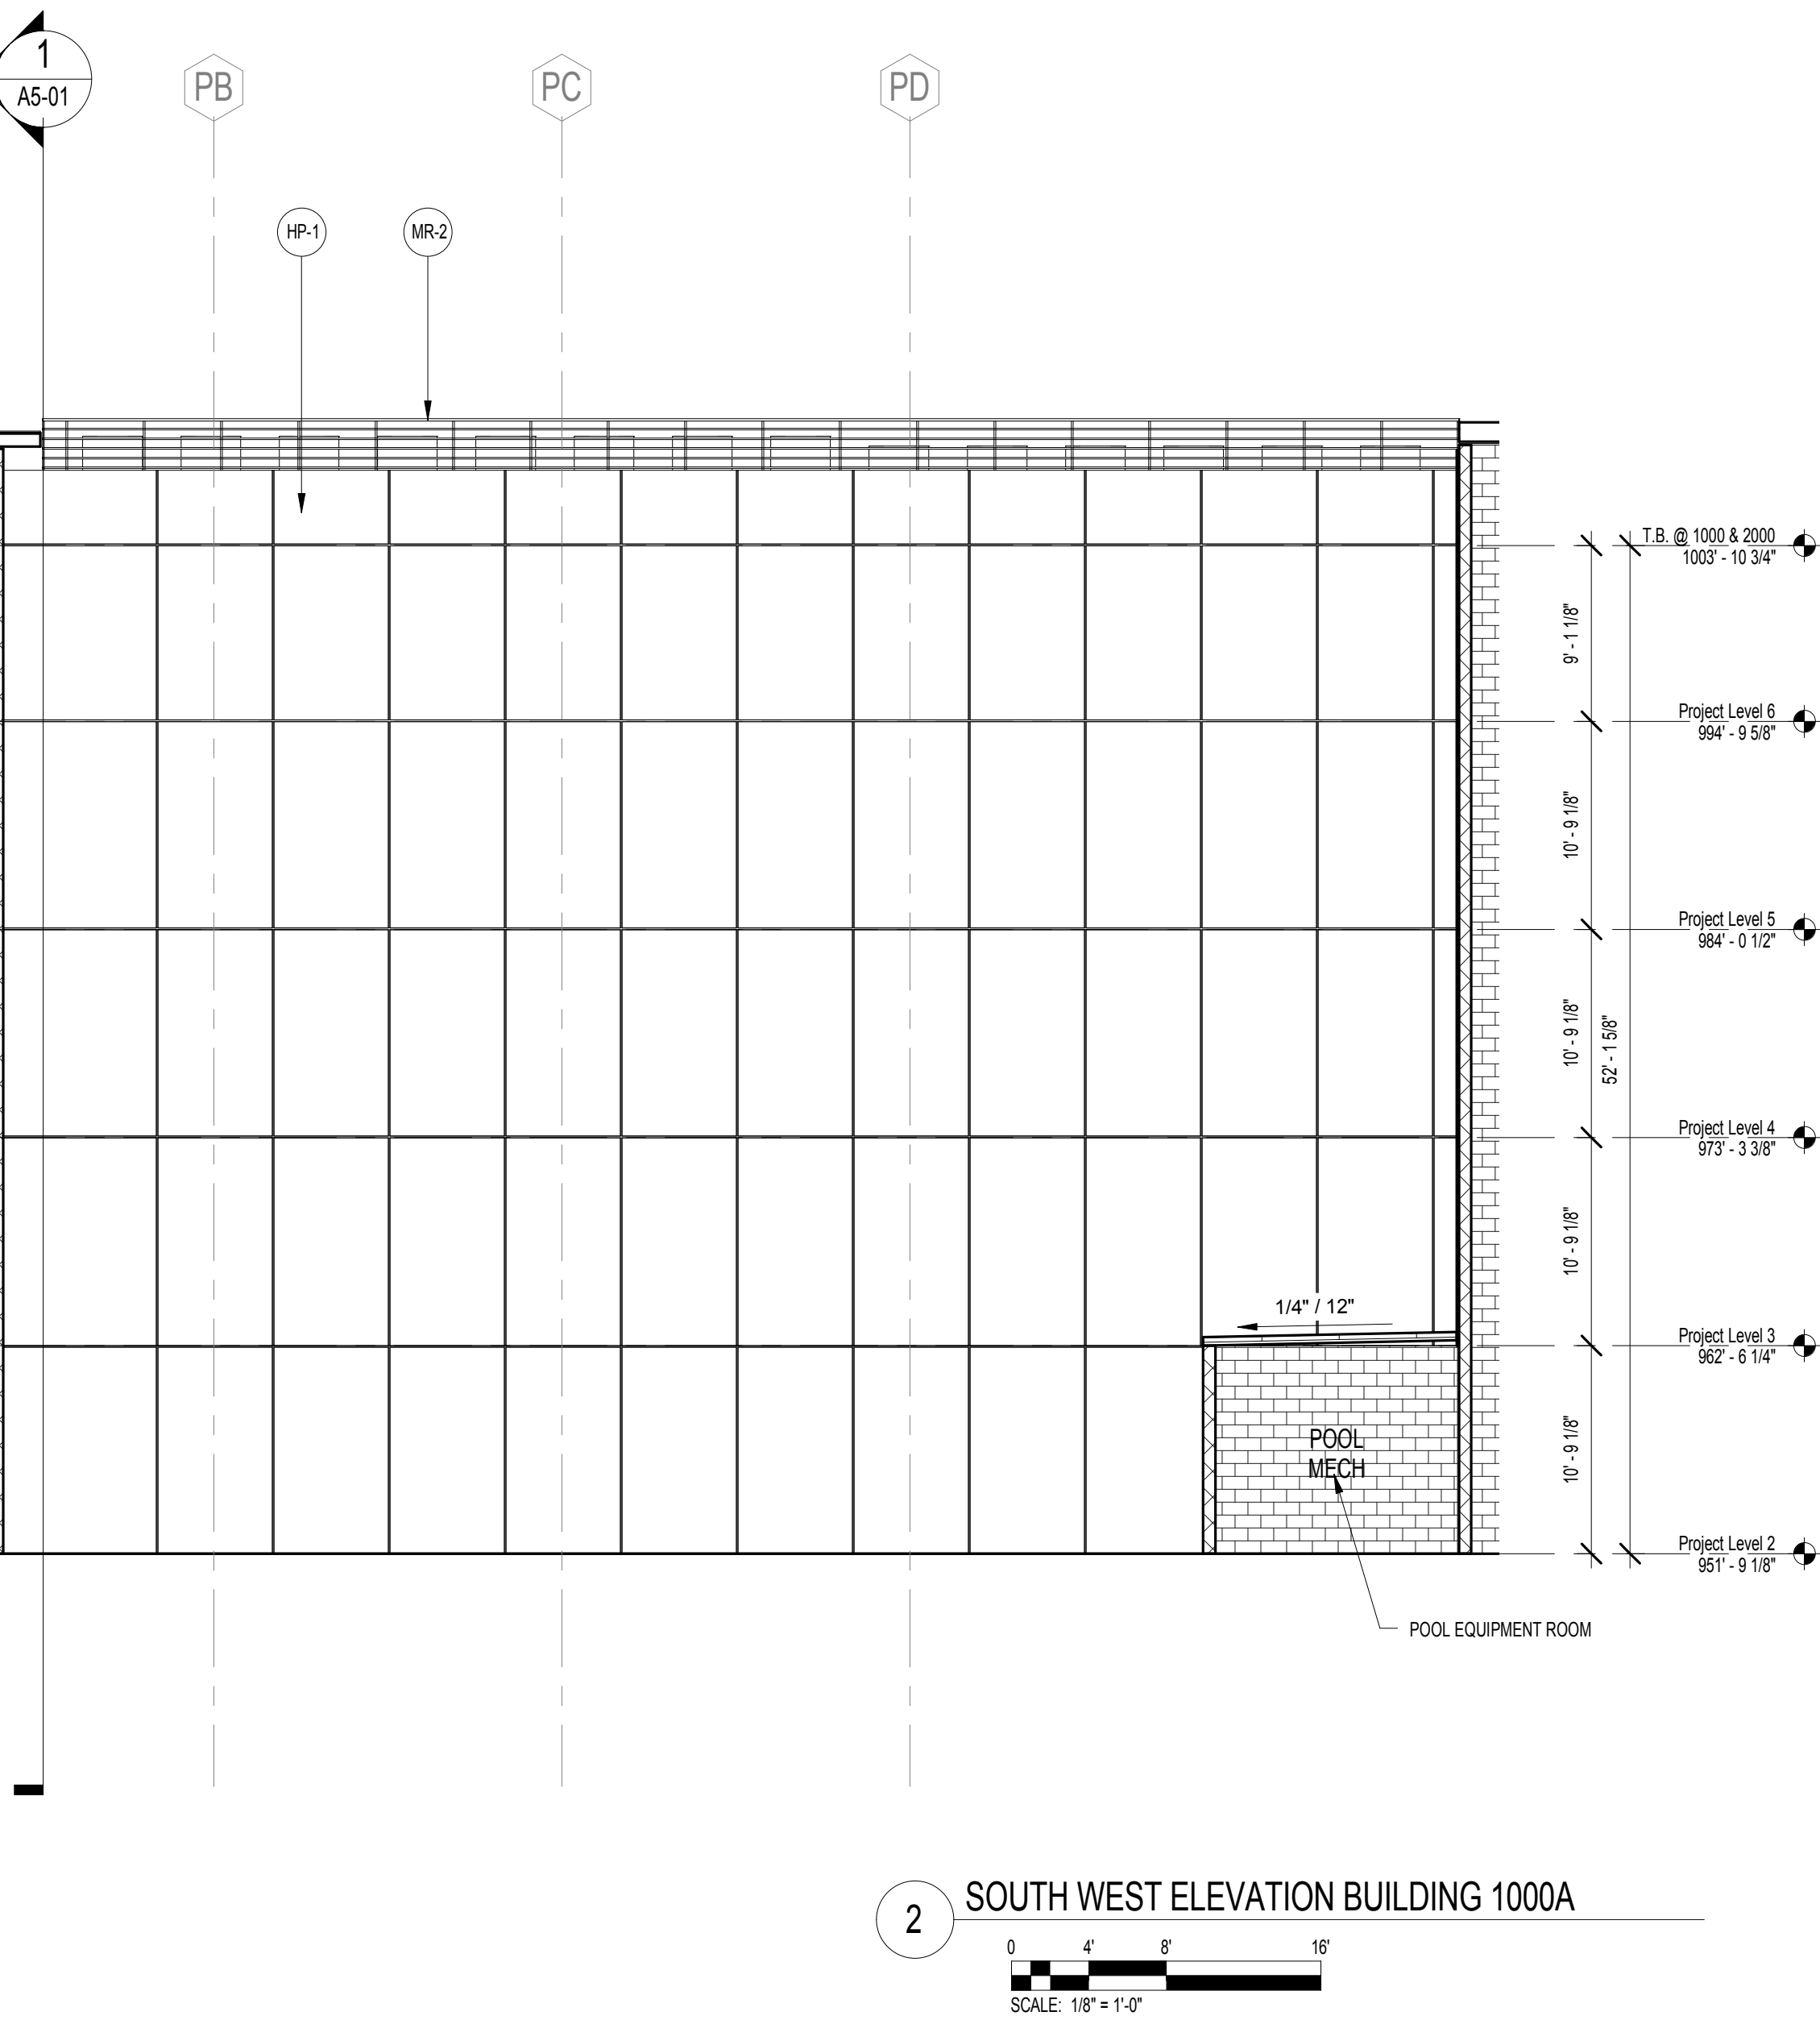 1
A5-01
PB
PC
PD
HP-1
MR-2
T.B. @ 1000 & 2000
1003' - 10 3/4"
9' - 1 1/8"
Project Level 6
994' - 9 5/8"
10' - 9 1/8"
Project Level 5
984' - 0 1/2"
10' - 9 1/8"
52' - 1 5/8"
Project Level 4
973' - 3 3/8"
10' - 9 1/8"
1/4" / 12"
Project Level 3
962' - 6 1/4"
10' - 9 1/8"
POOL
MECH
Project Level 2
951' - 9 1/8"
POOL EQUIPMENT ROOM
2
SOUTH WEST ELEVATION BUILDING 1000A
0 4' 8' 16'
SCALE: 1/8" = 1'-0"